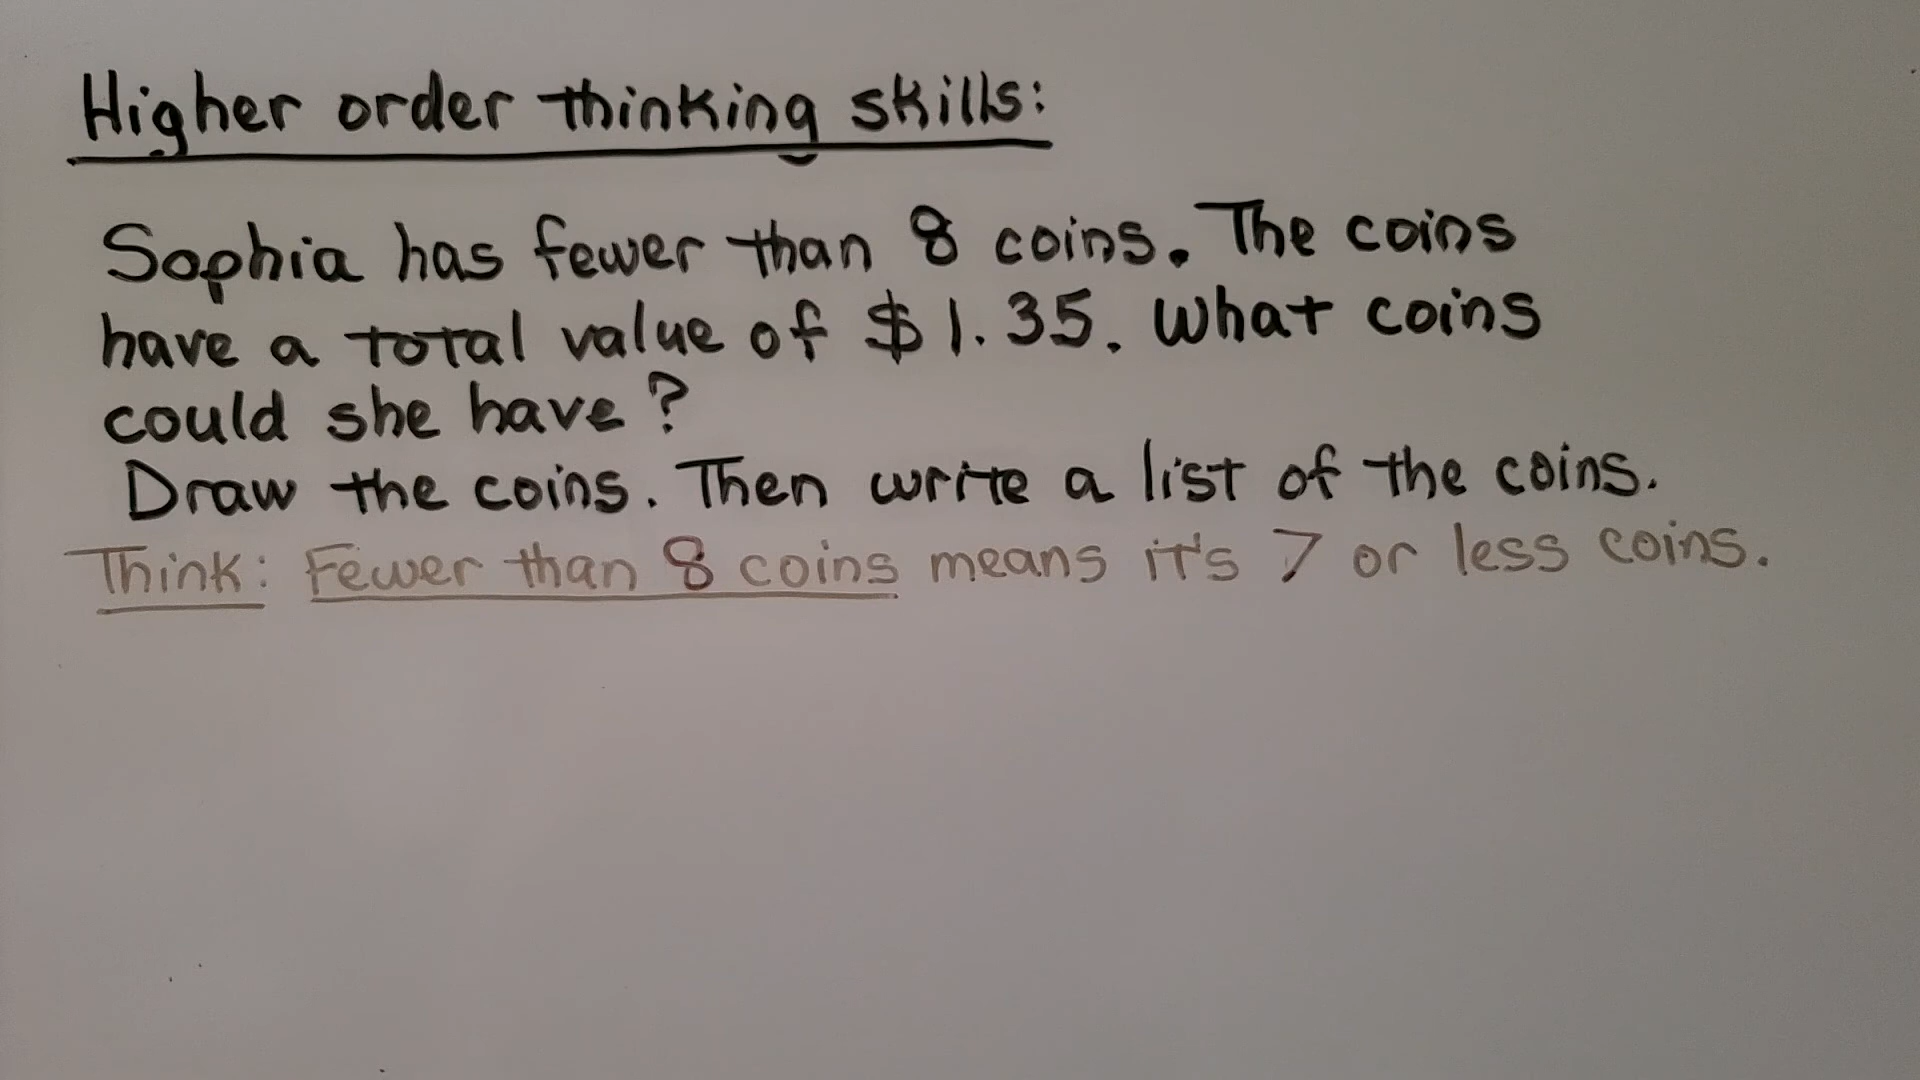 Higher order thinking skills:
Sophia has fewer than 8 coins. The coins
have a total value of $1.35. What coins
could she have?
Draw the coins. Then write a list of the coins.
Think: Fewer than 8 coins means it's 7 or less coins.